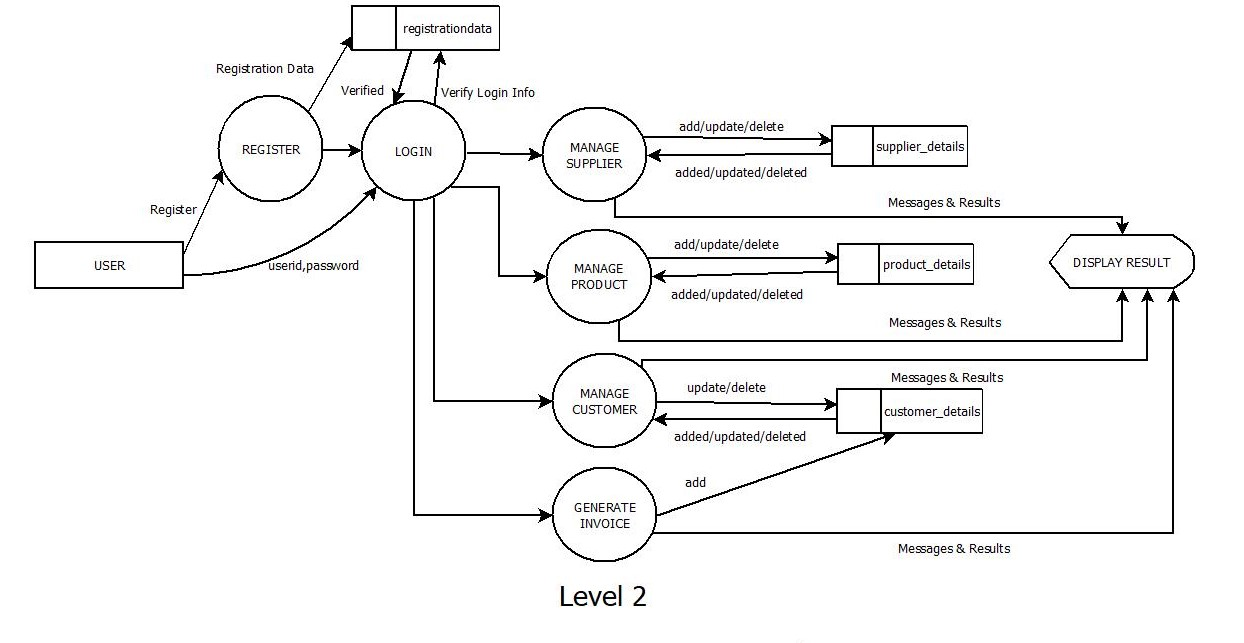 registrationdata
Registration Data
Verified
Verify Login Info
REGISTER
LOGIN
MANAGE
SUPPLIER
add/update/delete
added/updated/deleted
supplier_details
Register
Messages & Results
USER
userid,password
MANAGE
PRODUCT
add/update/delete
added/updated/deleted
product_details
DISPLAY RESULT
Messages & Results
MANAGE
CUSTOMER
Messages & Results
update/delete
added/updated/deleted
customer_details
add
GENERATE
INVOICE
Messages & Results
Level 2